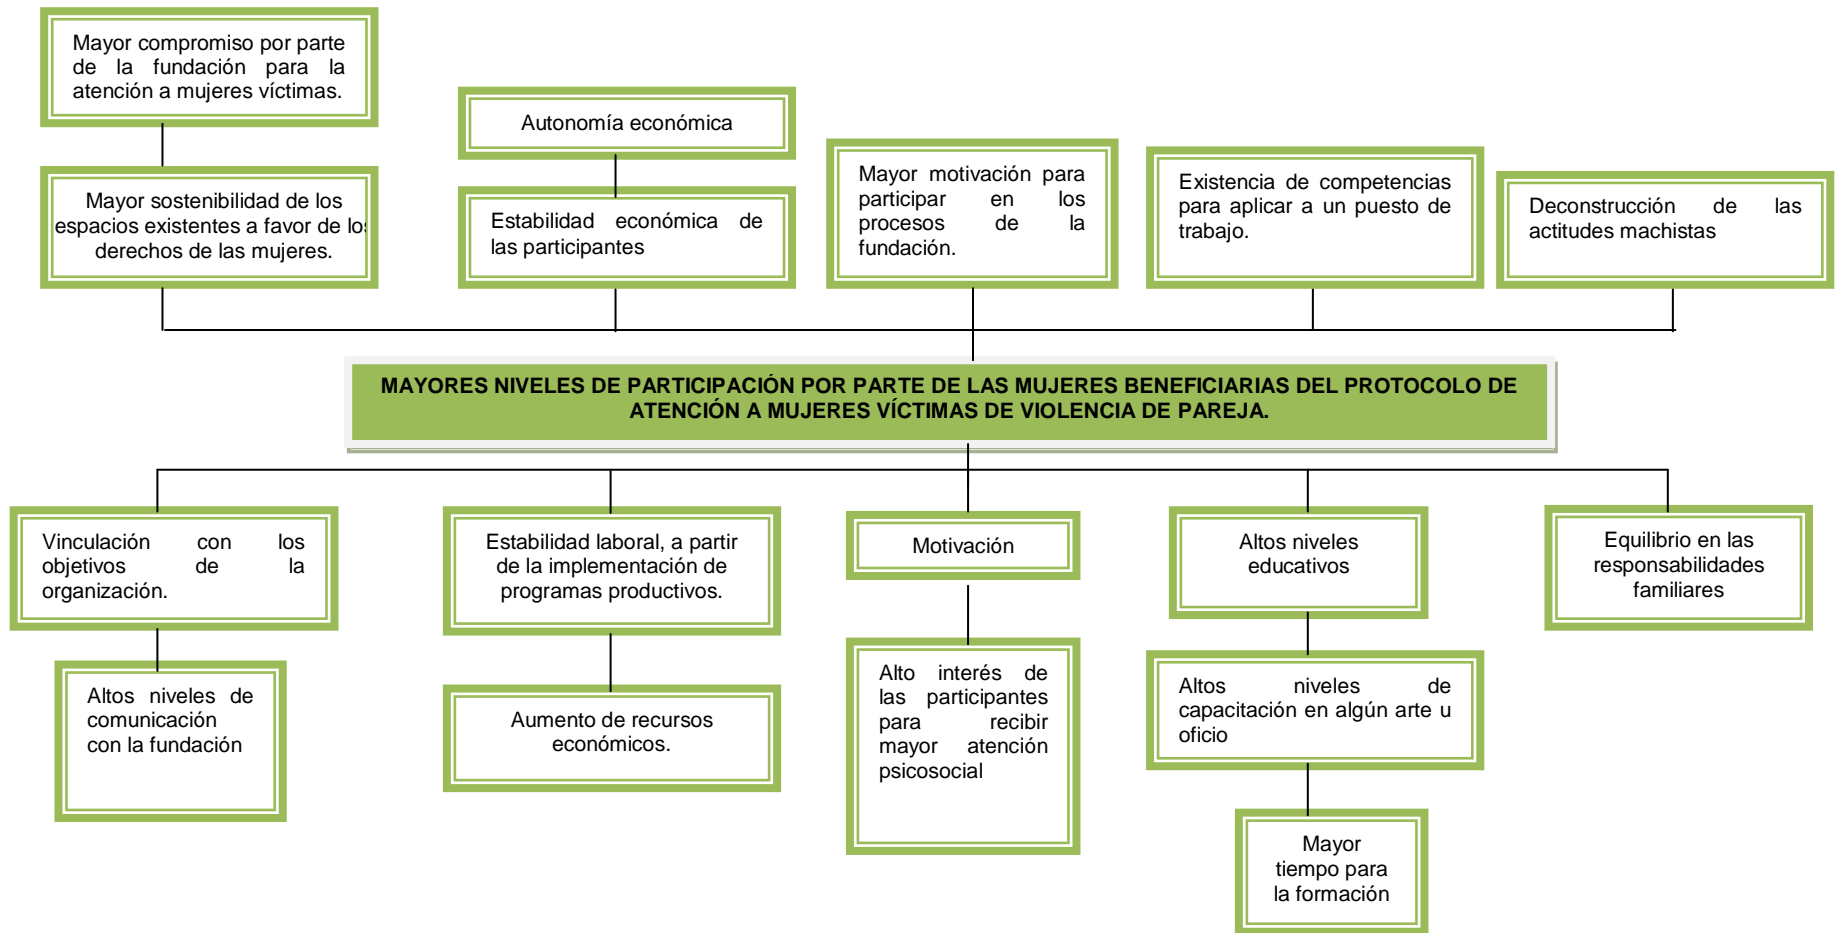 Mayor compromiso por parte
de la fundación para la
atención a mujeres víctimas.
Mayor sostenibilidad de los
espacios existentes a favor de los
derechos de las mujeres.
Autonomía económica
Estabilidad económica de
las participantes
Mayor motivación para
participar en los
procesos de la
fundación.
Existencia de competencias
para aplicar a un puesto de
trabajo.
Deconstrucción de las
actitudes machistas
MAYORES NIVELES DE PARTICIPACIÓN POR PARTE DE LAS MUJERES BENEFICIARIAS DEL PROTOCOLO DE
ATENCIÓN A MUJERES VÍCTIMAS DE VIOLENCIA DE PAREJA.
Vinculación con los
objetivos de la
organización.
Altos niveles de
comunicación
con la fundación
Estabilidad laboral, a partir
de la implementación de
programas productivos.
Aumento de recursos
económicos.
Motivación
Alto interés de
las participantes
para recibir
mayor atención
psicosocial
Altos niveles
educativos
Altos niveles de
capacitación en algún arte u
oficio
Mayor
tiempo para
la formación
Equilibrio en las
responsabilidades
familiares